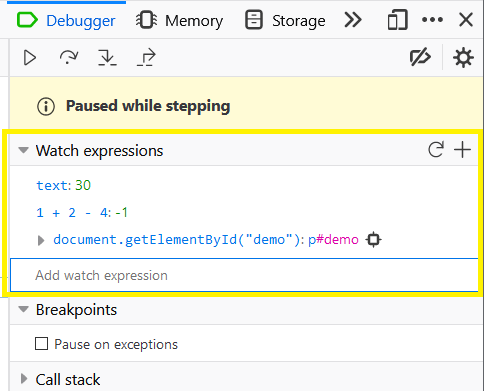 Debugger Memory Storage
Paused while stepping
Watch expressions
text: 30
1 + 2 - 4: -1
document.getElementById("demo"): p#demo
Add watch expression
Breakpoints
Pause on exceptions
Call stack